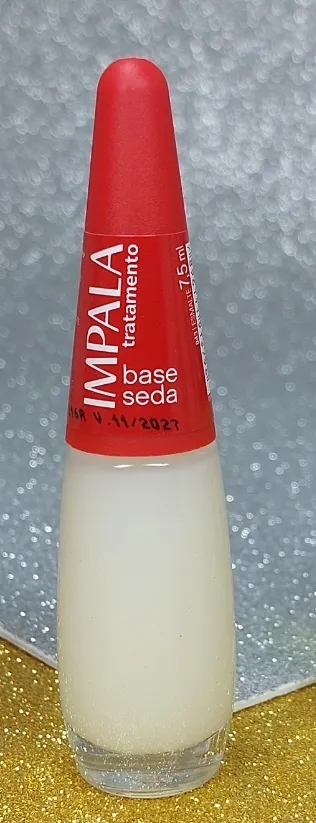 IMPALA
tratamento
base
seda
7,5 ml
V.11/2027